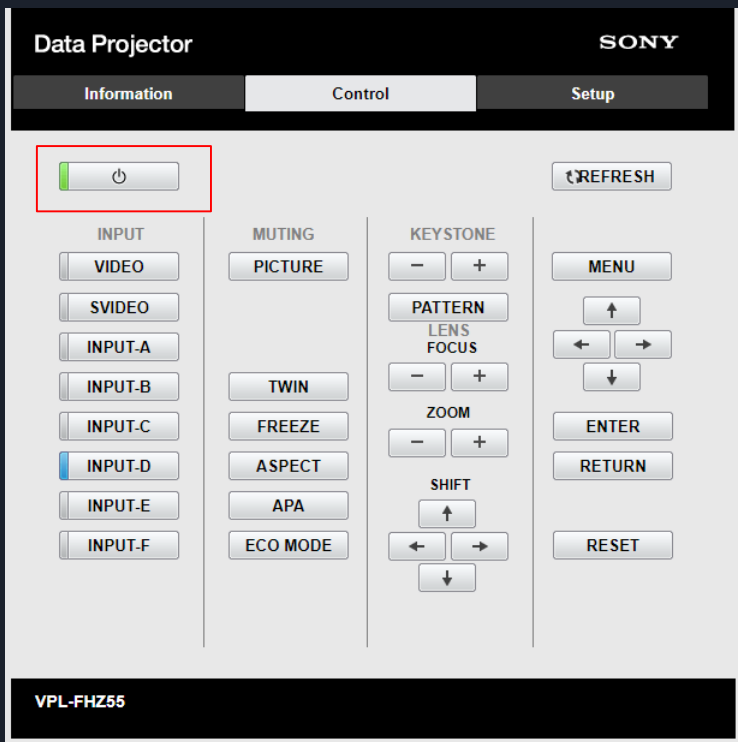 Data Projector
SONY
Information
Control
Setup
REFRESH
INPUT
VIDEO
SVIDEO
INPUT-A
INPUT-B
INPUT-C
INPUT-D
INPUT-E
INPUT-F
MUTING
PICTURE
TWIN
FREEZE
ASPECT
APA
ECO MODE
KEYSTONE
− +
PATTERN
LENS
FOCUS
− +
ZOOM
− +
SHIFT
↑
← →
↓
MENU
↑
← →
↓
ENTER
RETURN
RESET
VPL-FHZ55